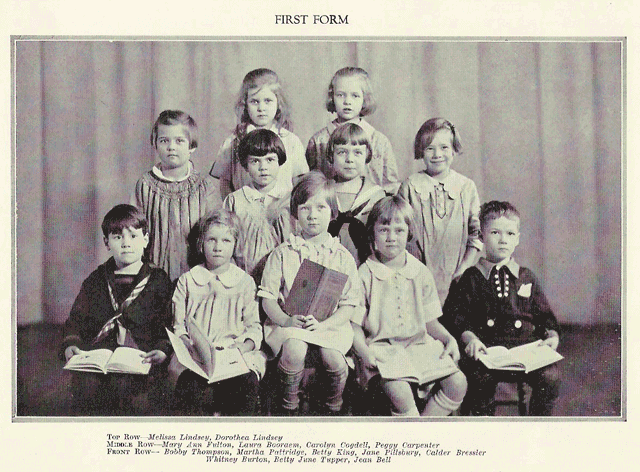 FIRST FORM
Top Row—Melissa Lindsey, Dorothea Lindsey
Middle Row—Mary Ann Fulton, Laura Booraem, Carolyn Cogdell, Peggy Carpenter
Front Row—Bobby Thompson, Martha Pattridge, Betty King, Jane Pillsbury, Calder Bressler
Whitney Burton, Betty June Tupper, Jean Bell